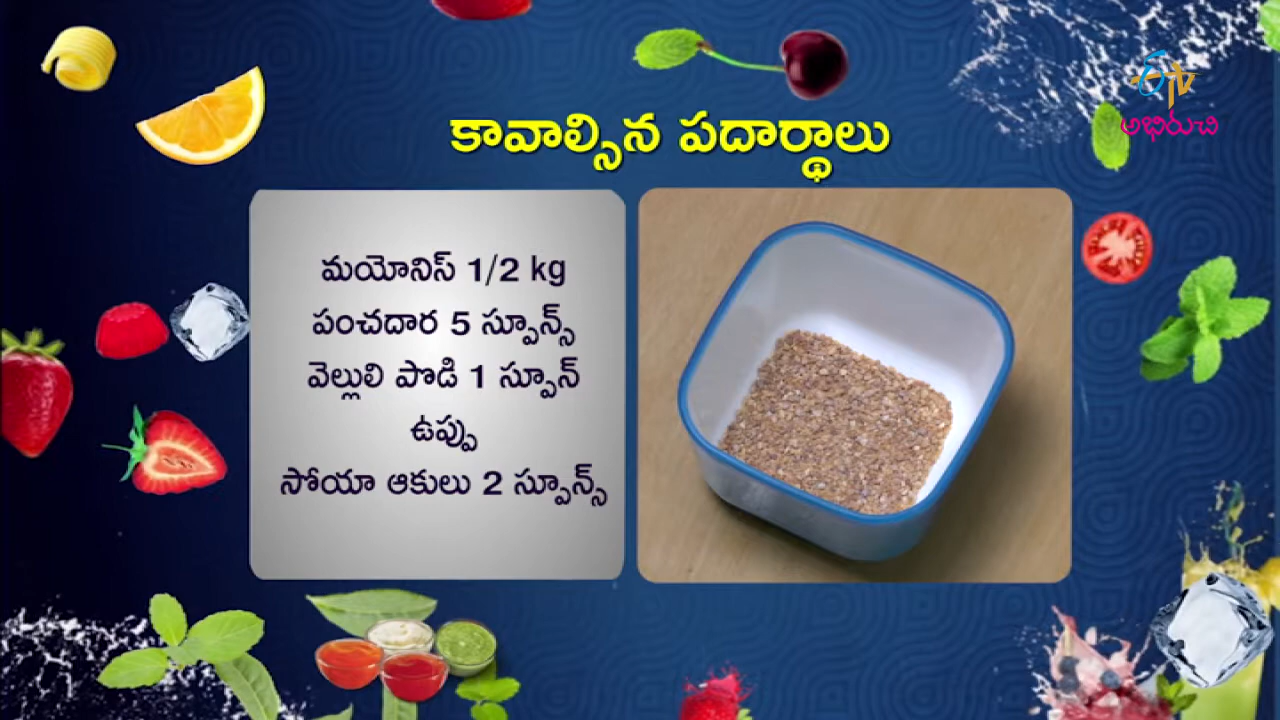 ETV
అభిరుచి
కావాల్సిన పదార్థాలు
మయోనిస్ 1/2 kg
పంచదార 5 స్పూన్స్
వెల్లులి పొడి 1 స్పూన్
ఉప్పు
సోయా ఆకులు 2 స్పూన్స్